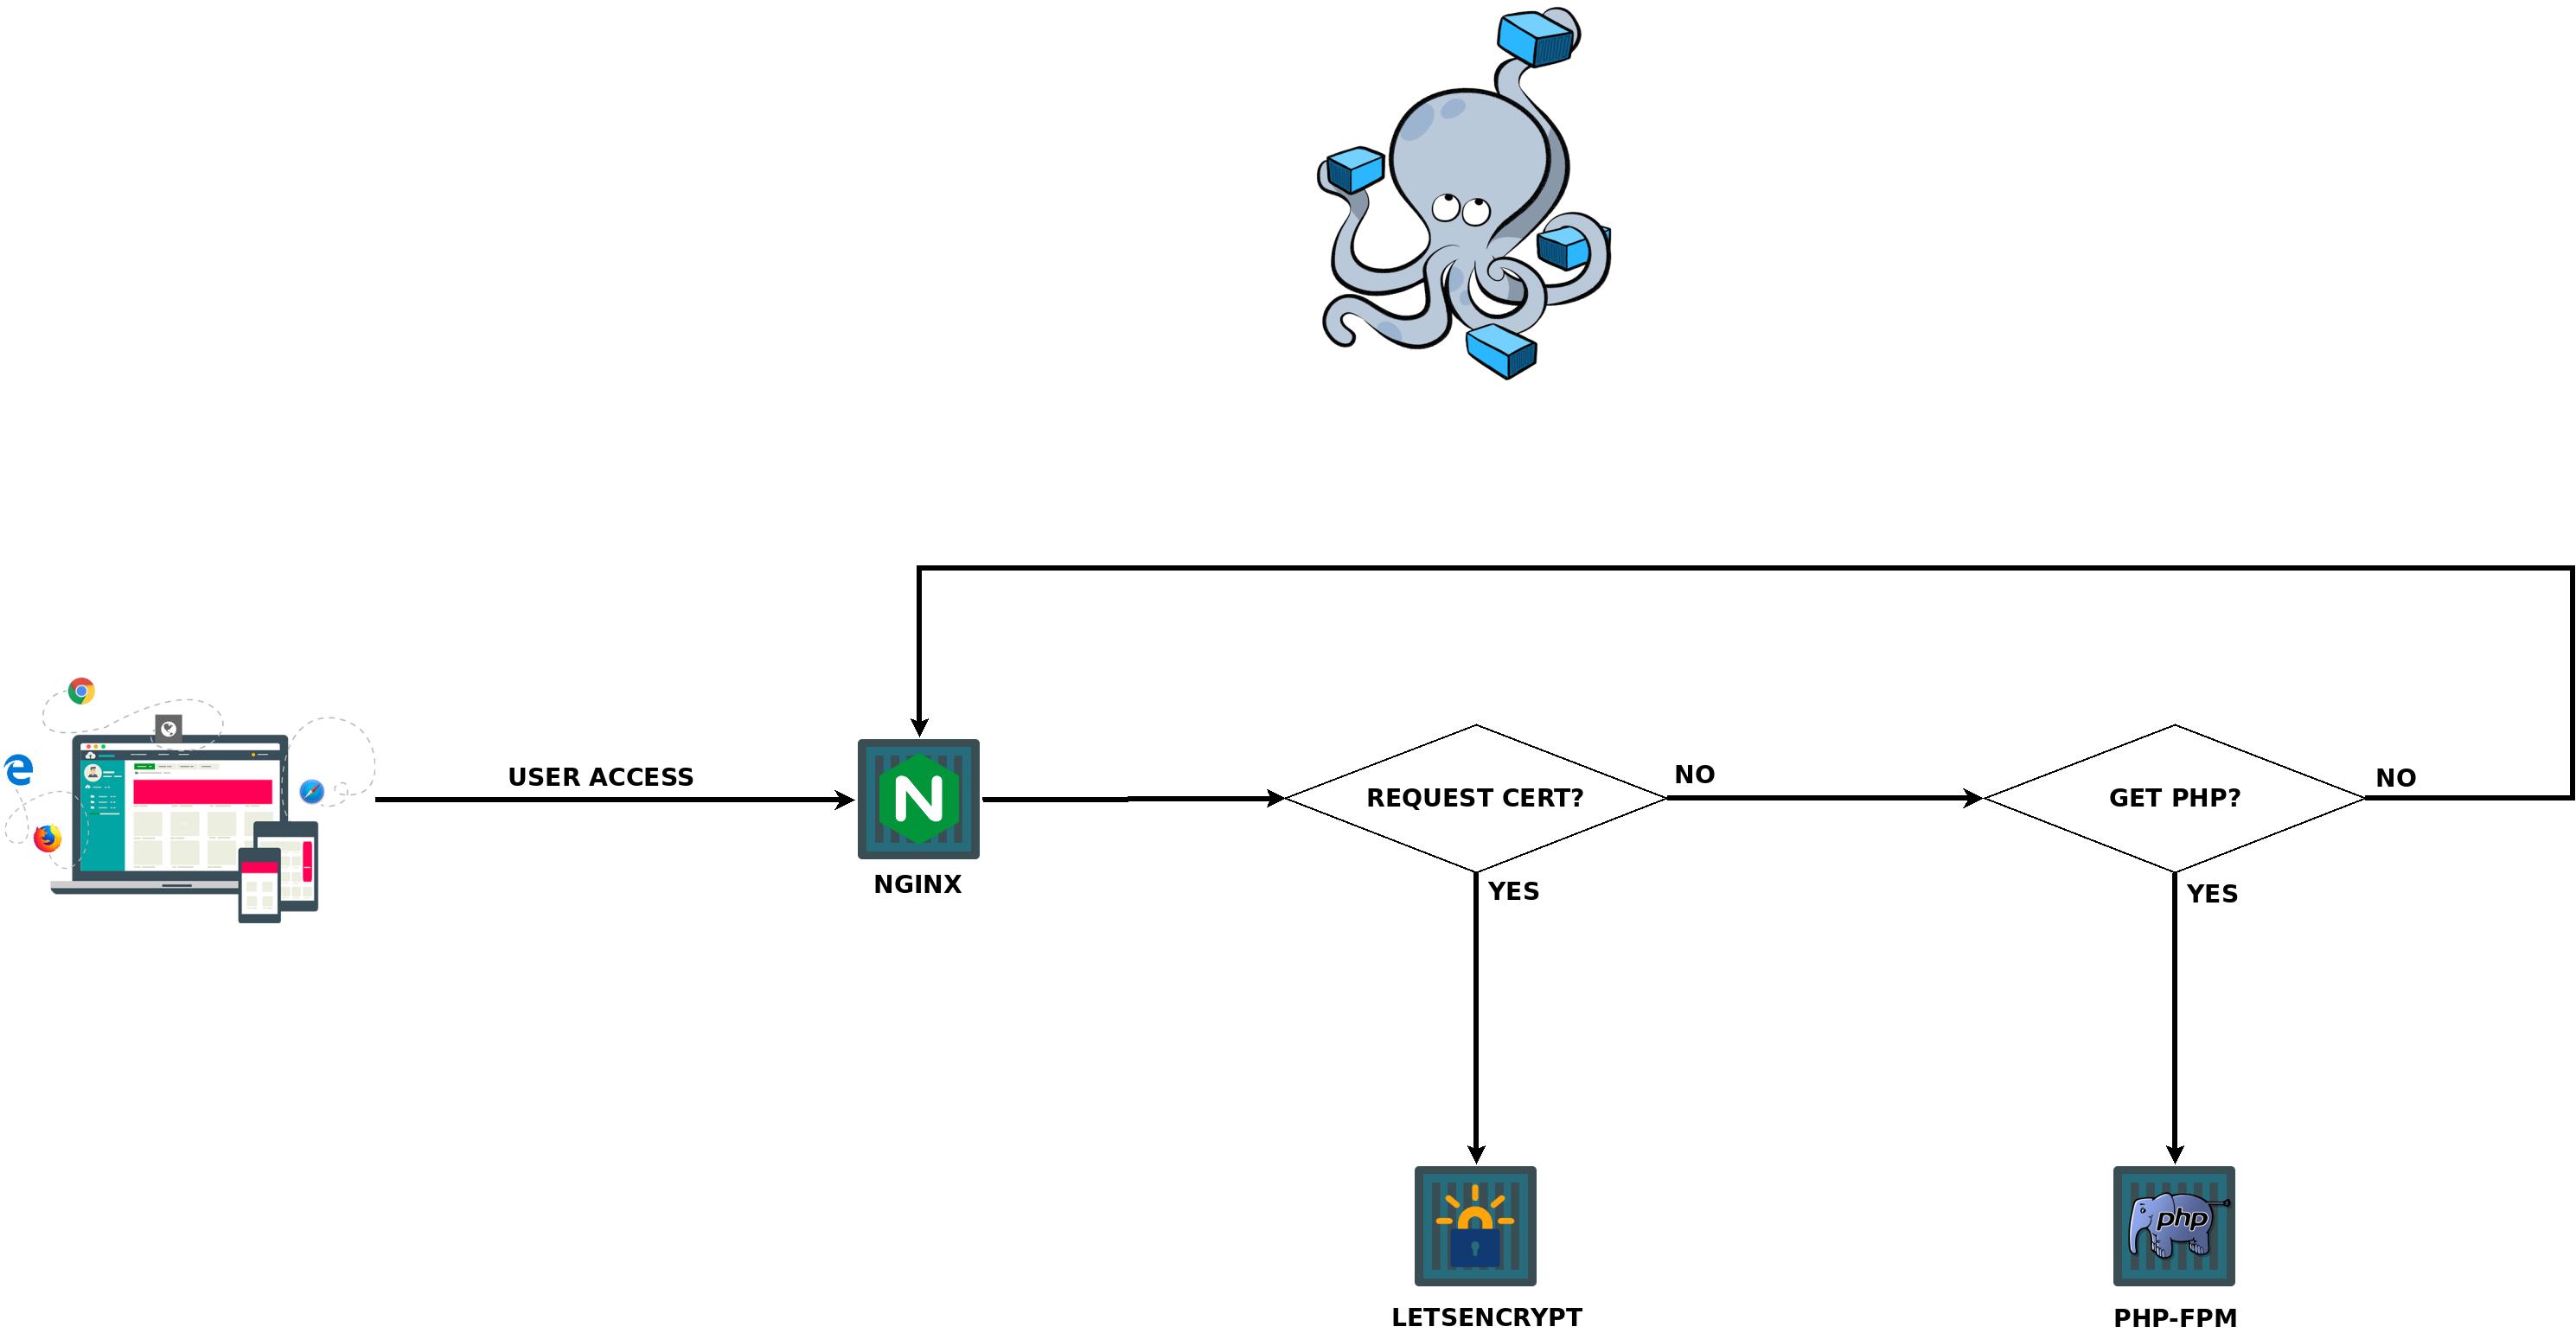 USER ACCESS
NGINX
REQUEST CERT?
NO
YES
GET PHP?
NO
YES
LETSENCRYPT
php
PHP-FPM